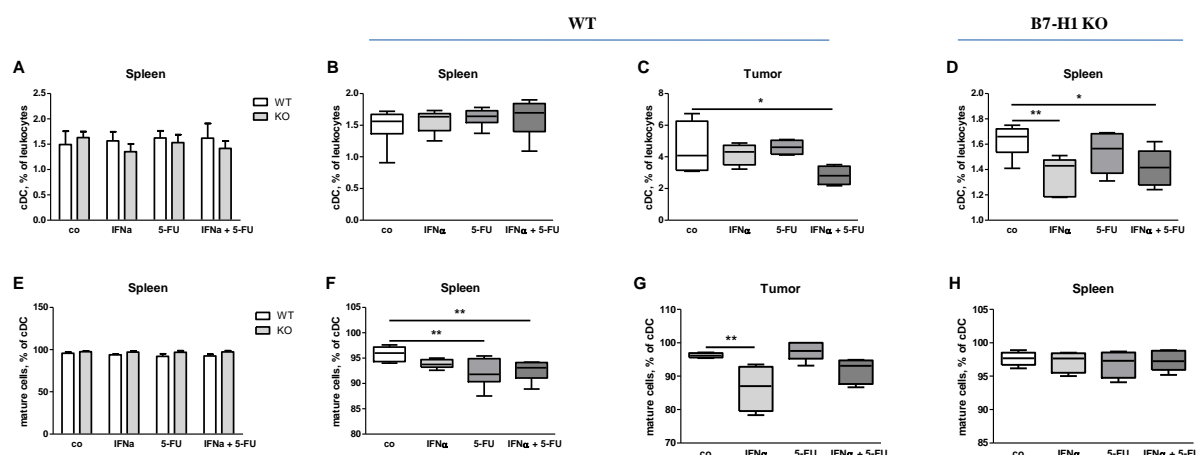 WT
B7-H1 KO
A
Spleen
cDC, % of leukocytes
2.5
2.0
1.5
1.0
0.5
0.0
co
IFNa
5-FU
IFNa + 5-FU
WT
KO
B
Spleen
cDC, % of leukocytes
2.0
1.5
1.0
0.5
0.0
co
IFNα
5-FU
IFNα + 5-FU
C
Tumor
cDC, % of leukocytes
8
6
4
2
0
*
co
IFNα
5-FU
IFNα + 5-FU
D
Spleen
cDC, % of leukocytes
2.0
1.8
1.6
1.4
1.2
1.0
*
**
co
IFNα
5-FU
IFNα + 5-FU
E
Spleen
mature cells, % of cDC
150
100
50
0
co
IFNa
5-FU
IFNa + 5-FU
WT
KO
F
Spleen
mature cells, % of cDC
105
100
95
90
85
80
**
**
co
IFNα
5-FU
IFNα + 5-FU
G
Tumor
mature cells, % of cDC
110
100
90
80
70
**
co
IFNα
5-FU
IFNα + 5-FU
H
Spleen
mature cells, % of cDC
105
100
95
90
85
co
IFNα
5-FU
IFNα + 5-FU